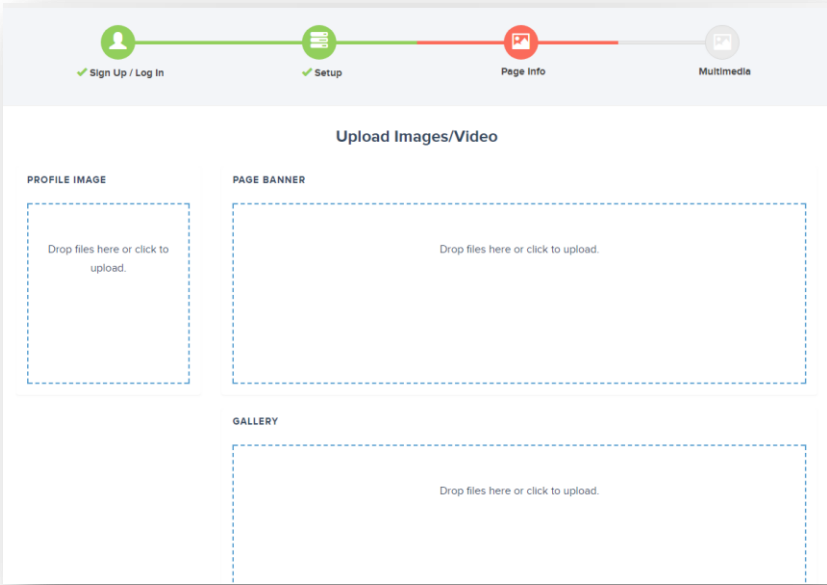 Sign Up / Log In
Setup
Page Info
Multimedia
Upload Images/Video
PROFILE IMAGE
PAGE BANNER
Drop files here or click to
upload.
Drop files here or click to upload.
GALLERY
Drop files here or click to upload.